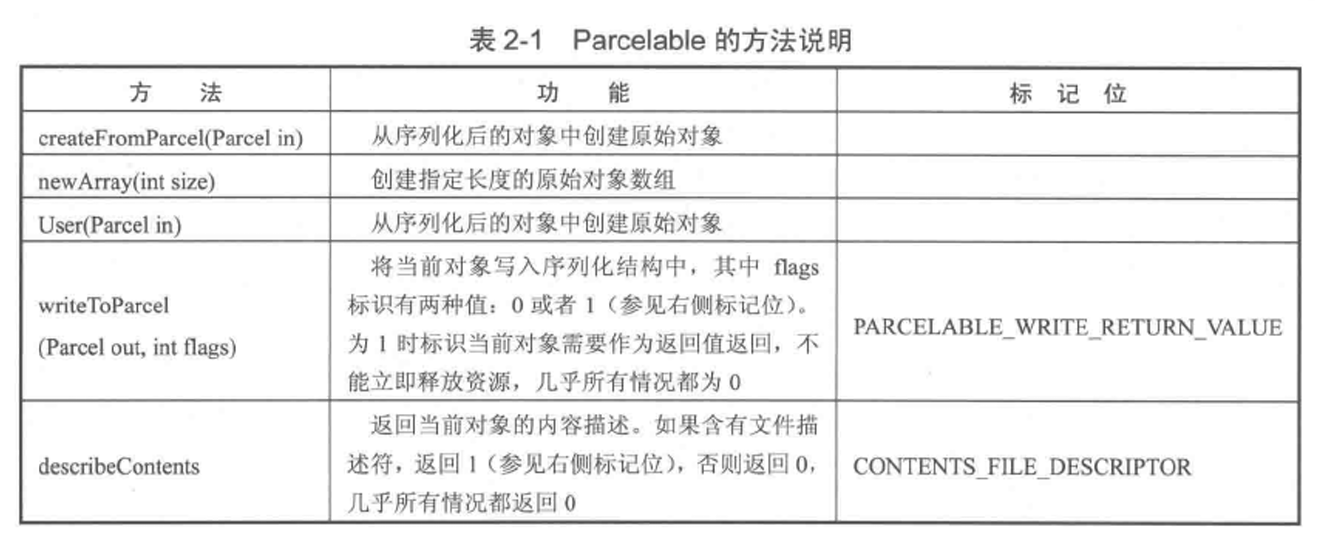 表 2-1 Parcelable 的方法说明
方 法 功 能 标 记 位
createFromParcel(Parcel in) 从序列化后的对象中创建原始对象
newArray(int size) 创建指定长度的原始对象数组
User(Parcel in) 从序列化后的对象中创建原始对象
writeToParcel
(Parcel out, int flags)
将当前对象写入序列化结构中，其中 flags
标识有两种值：0 或者 1（参见右侧标记位）。
为 1 时标识当前对象需要作为返回值返回，不
能立即释放资源，几乎所有情况都为 0
PARCELABLE_WRITE_RETURN_VALUE
describeContents
返回当前对象的内容描述。如果含有文件描
述符，返回 1（参见右侧标记位），否则返回 0，
几乎所有情况都返回 0
CONTENTS_FILE_DESCRIPTOR